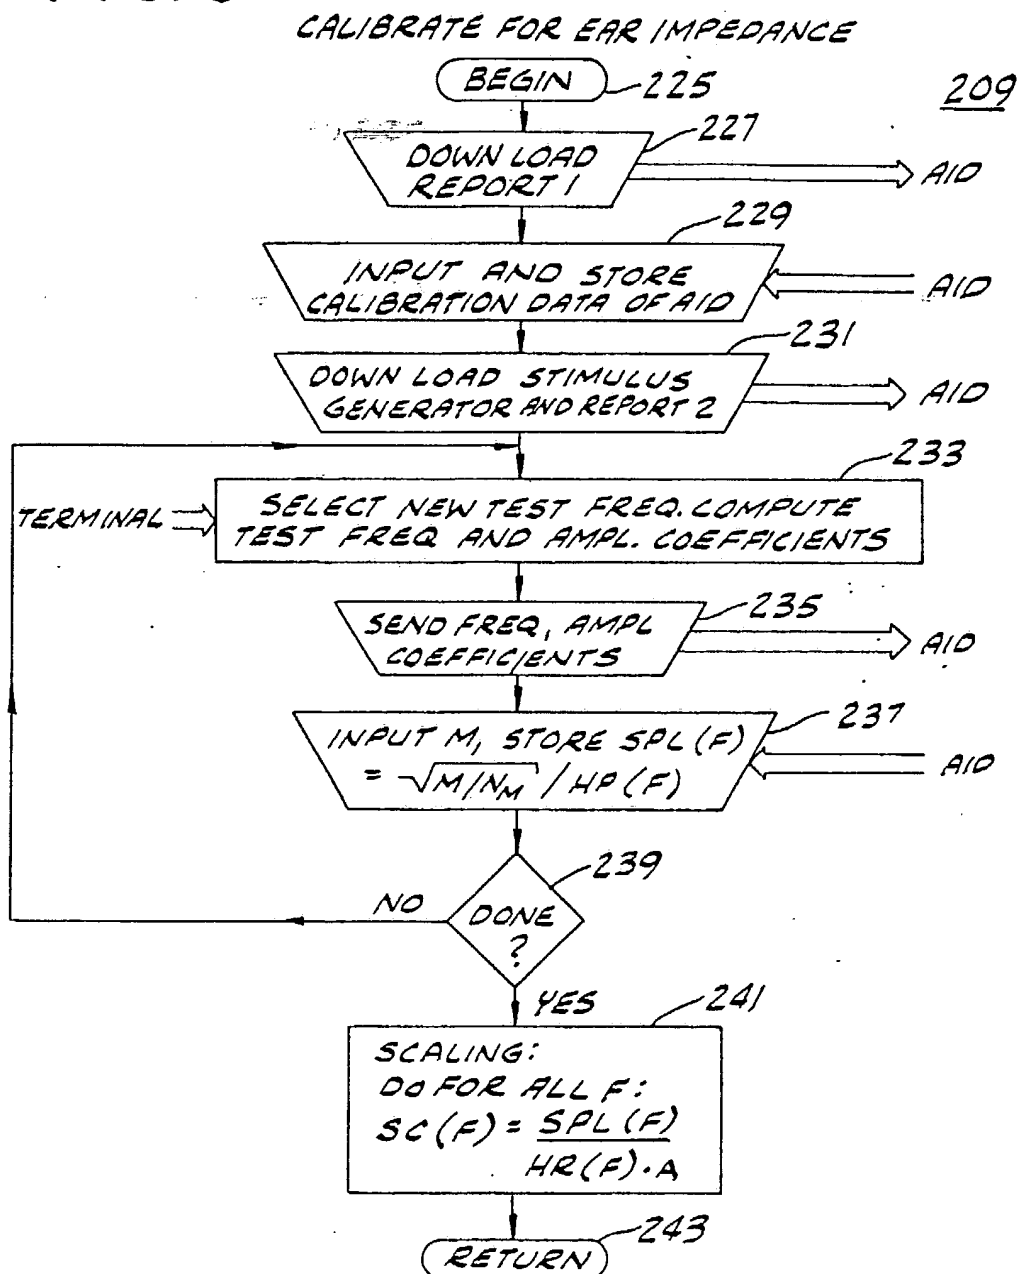 CALIBRATE FOR EAR IMPEDANCE
BEGIN
225
209
227
DOWN LOAD
REPORT 1
AID
229
INPUT AND STORE
CALIBRATION DATA OF AID
AID
231
DOWN LOAD STIMULUS
GENERATOR AND REPORT 2
AID
233
TERMINAL
SELECT NEW TEST FREQ. COMPUTE
TEST FREQ AND AMPL. COEFFICIENTS
235
SEND FREQ, AMPL
COEFFICIENTS
AID
237
INPUT M, STORE SPL (F)
= √M/NM / HP (F)
AID
239
NO
DONE
?
YES
241
SCALING:
DO FOR ALL F:
SC (F) = SPL (F)
HR (F) . A
243
RETURN